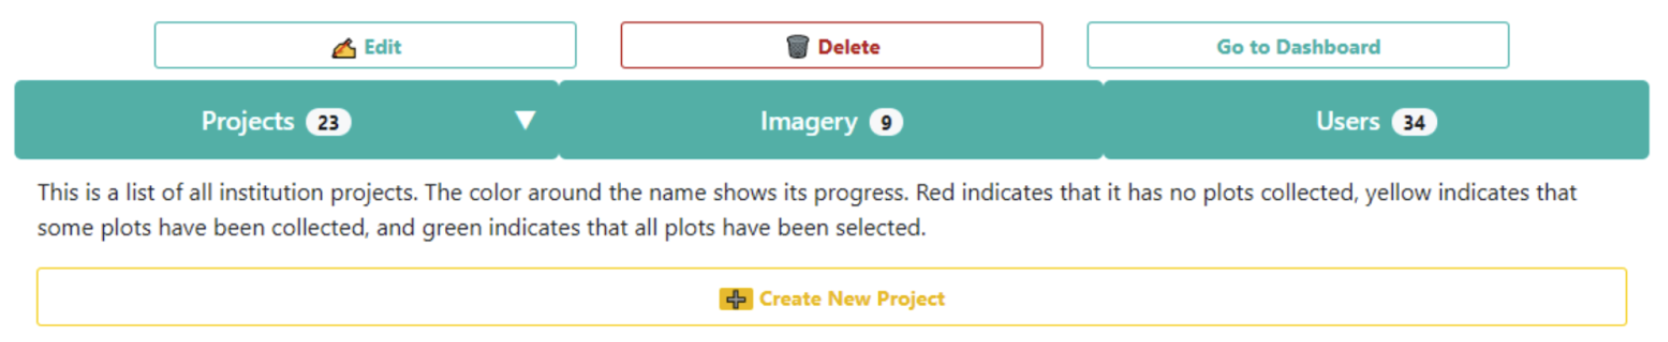 Edit Delete Go to Dashboard
Projects 23 ▼ Imagery 9 Users 34
This is a list of all institution projects. The color around the name shows its progress. Red indicates that it has no plots collected, yellow indicates that
some plots have been collected, and green indicates that all plots have been selected.
Create New Project